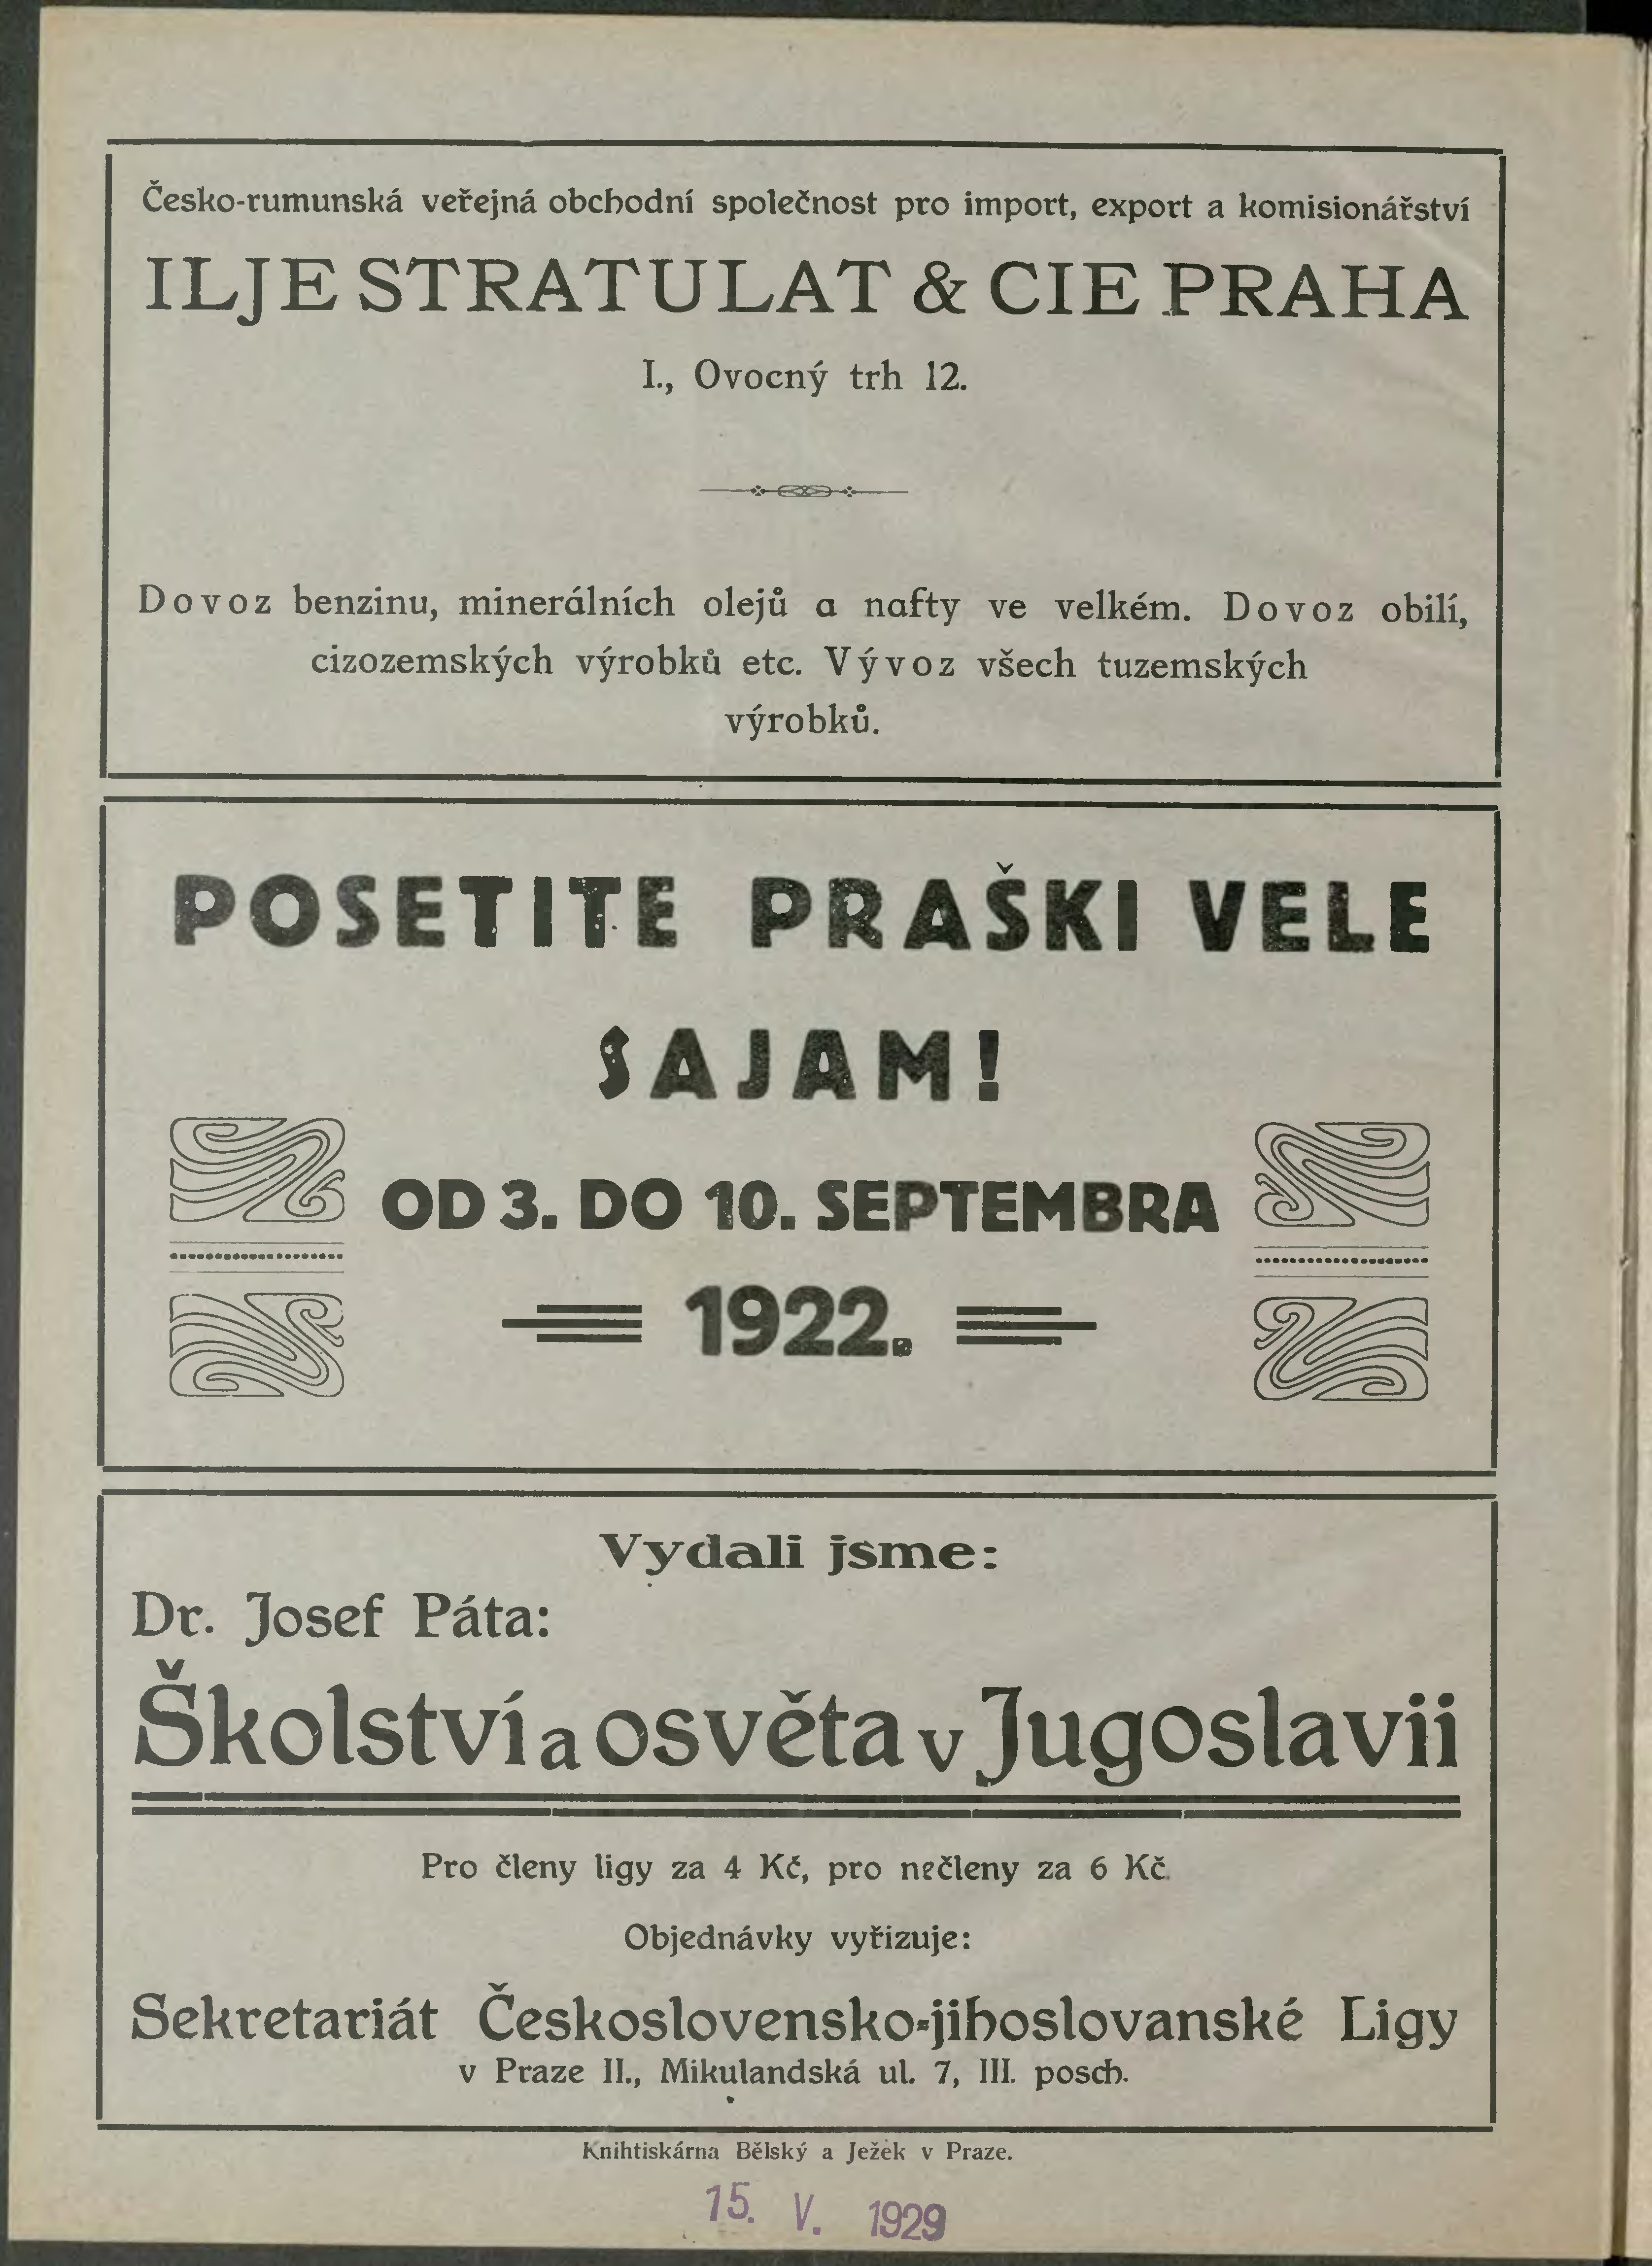 Česko-rumunská veřejná obchodní společnost pro import, export a komisionářství
ILJE STRATULAT & CIE PRAHA
I., Ovocný trh 12.
Dovoz benzinu, minerálních olejů a nafty ve velkém. Dovoz obilí,
cizozemských výrobků etc. Vývoz všech tuzemských
výrobků.
POSETITE PRAŠKI VELE
SAJAM!
OD 3. DO 10. SEPTEMBRA
1922.
Vydali jsme:
Dr. Josef Páta:
Školství a osvěta v Jugoslavii
Pro členy ligy za 4 Kč, pro nečleny za 6 Kč.
Objednávky vyřizuje:
Sekretariát Československo-jihoslovanské Ligy
v Praze II., Mikulandská ul. 7, III. posch.
Knihtiskárna Bělský a Ježek v Praze.
15. V. 1929